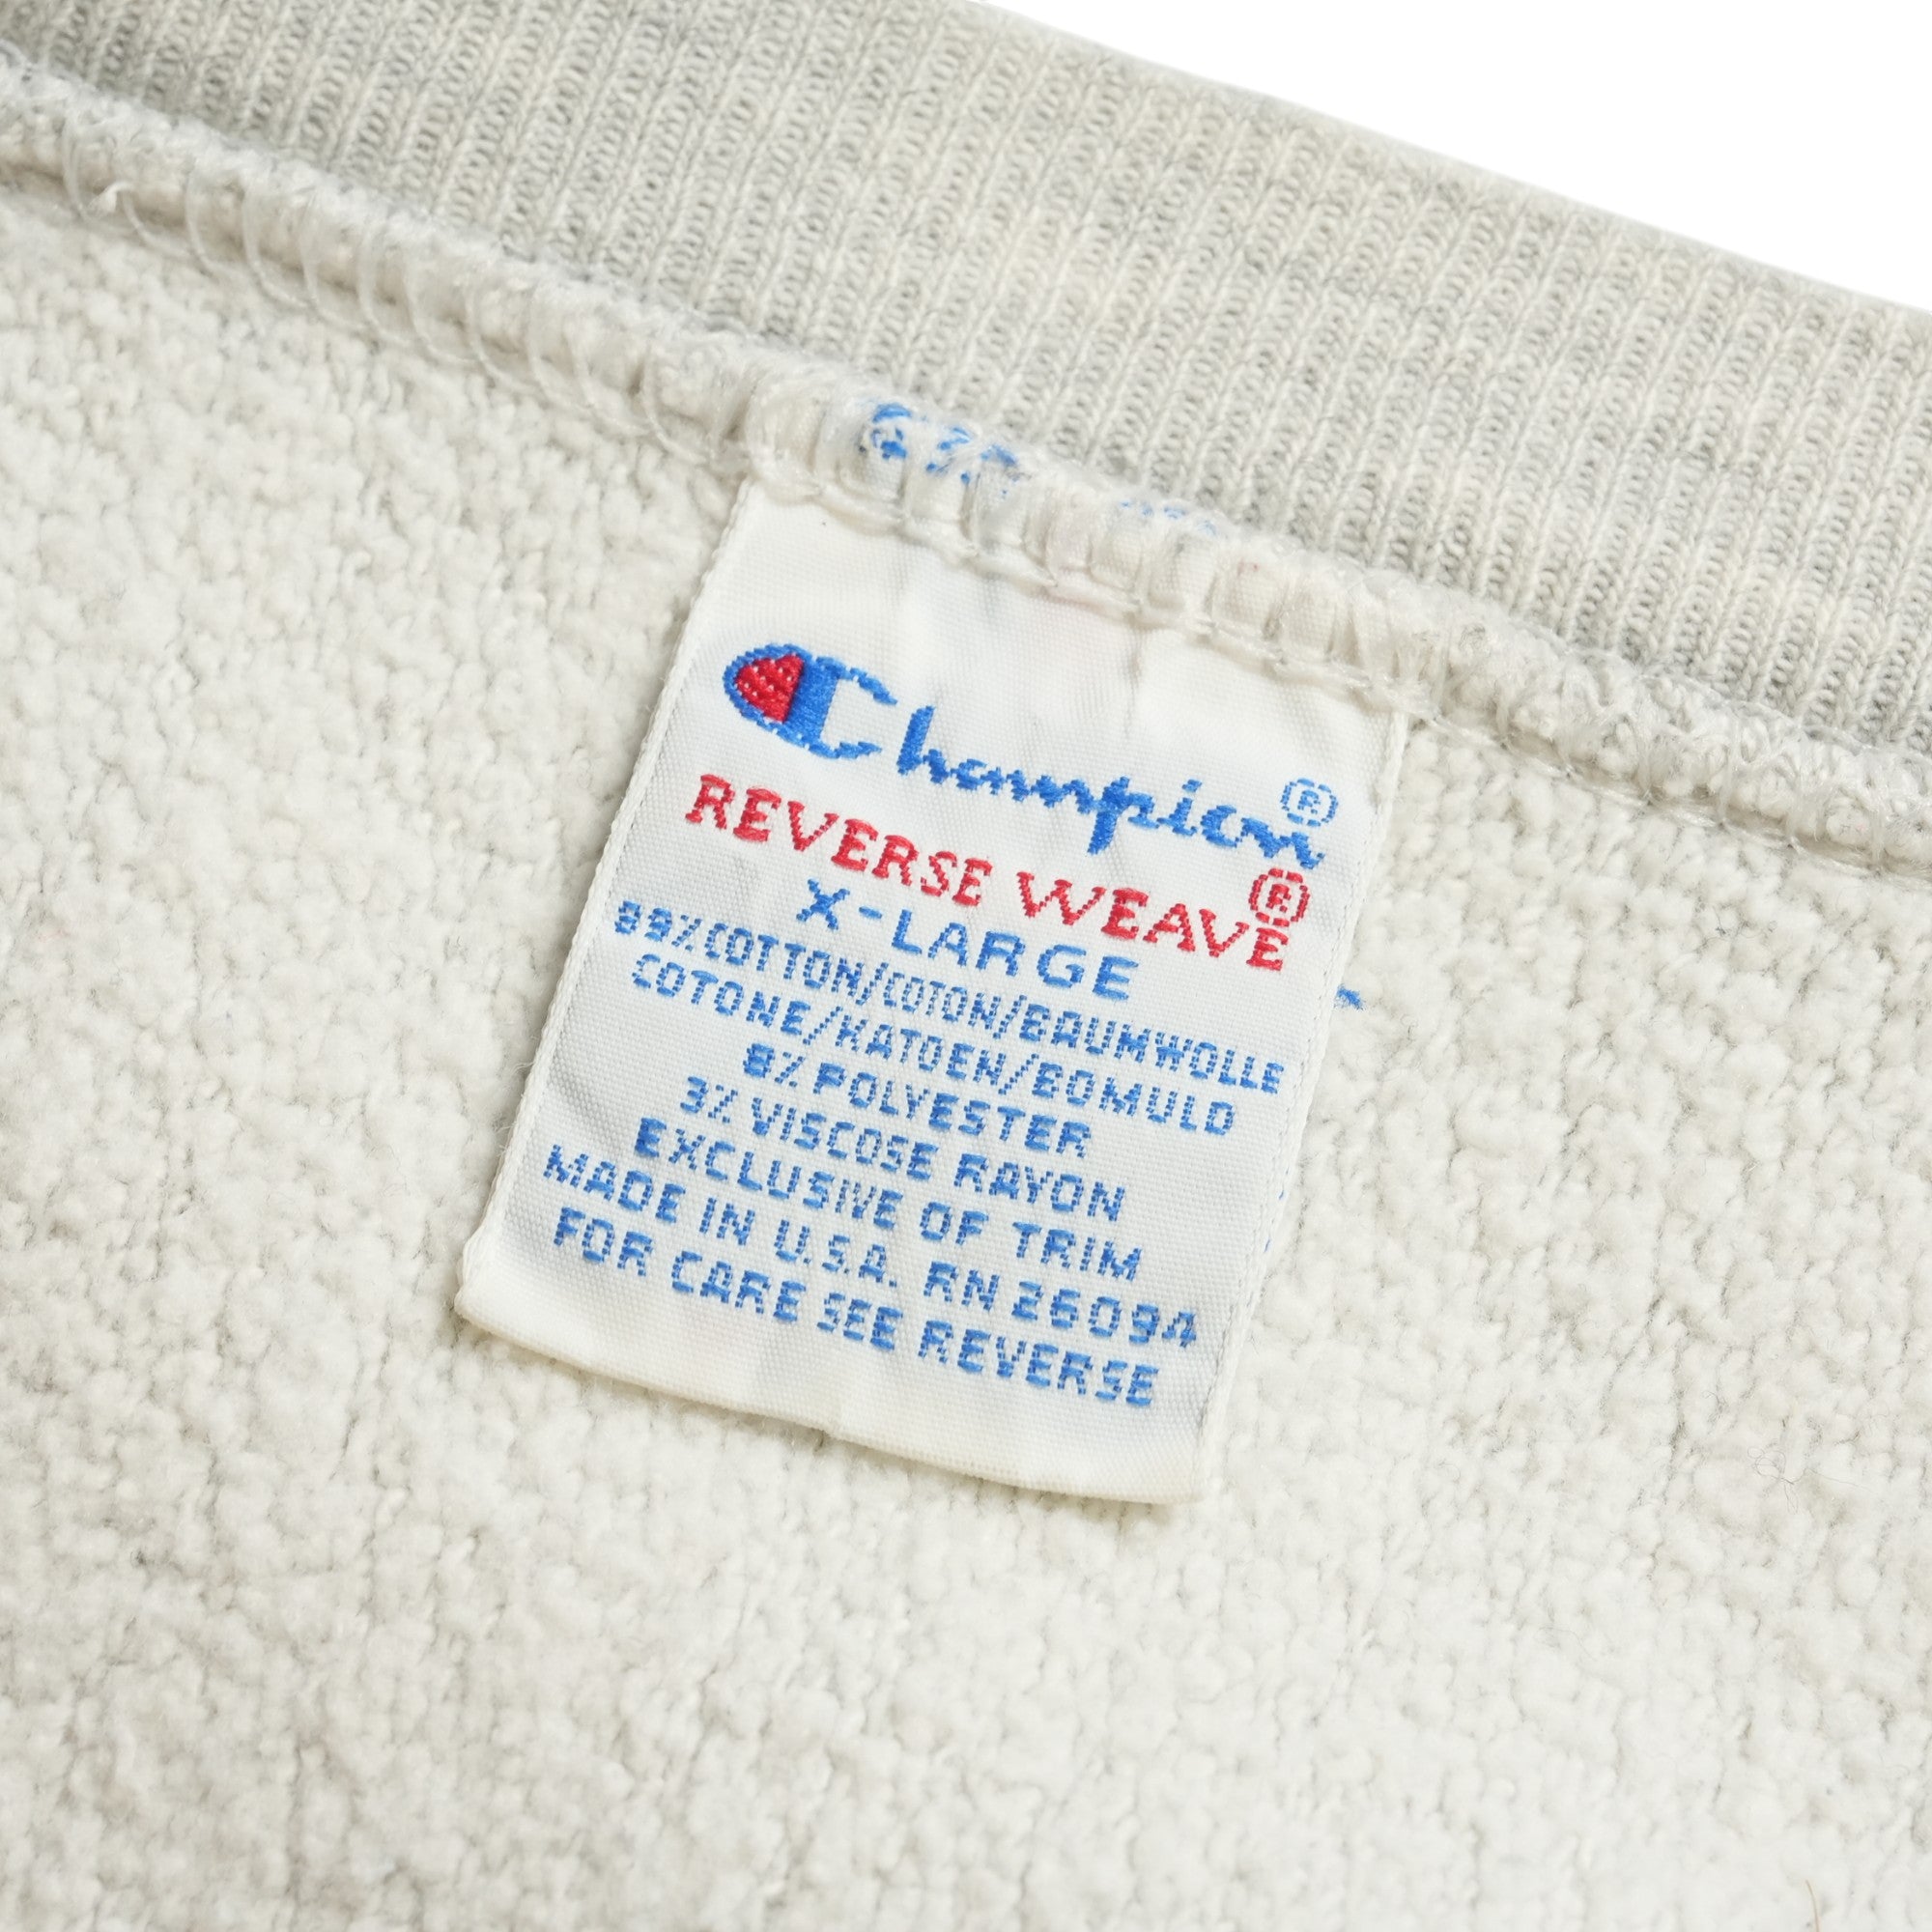 Champion®
REVERSE WEAVE®
X-LARGE
89% COTTON/COTON/BAUMWOLLE
COTONE/KATOEN/BOMULD
8% POLYESTER
3% VISCOSE RAYON
EXCLUSIVE OF TRIM
MADE IN U.S.A. RN 26094
FOR CARE SEE REVERSE